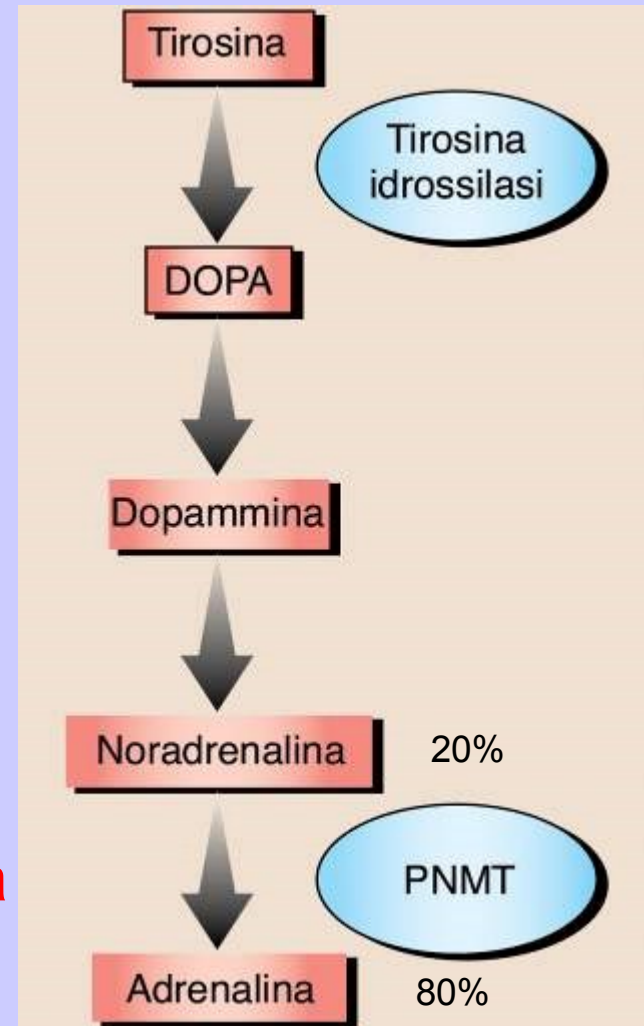 Tirosina
Tirosina
idrossilasi
DOPA
Dopammina
Noradrenalina 20%
PNMT
a
Adrenalina 80%